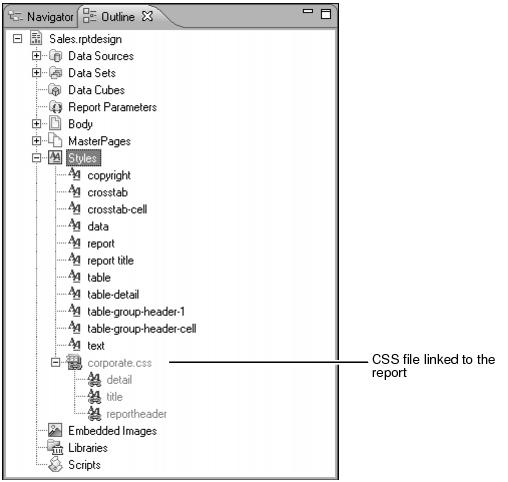 Navigator Outline
Sales.rptdesign
Data Sources
Data Sets
Data Cubes
Report Parameters
Body
MasterPages
Styles
copyright
crosstab
crosstab-cell
data
report
report title
table
table-detail
table-group-header-1
table-group-header-cell
text
corporate.css
detail
title
reportheader
Embedded Images
Libraries
Scripts
CSS file linked to the
report